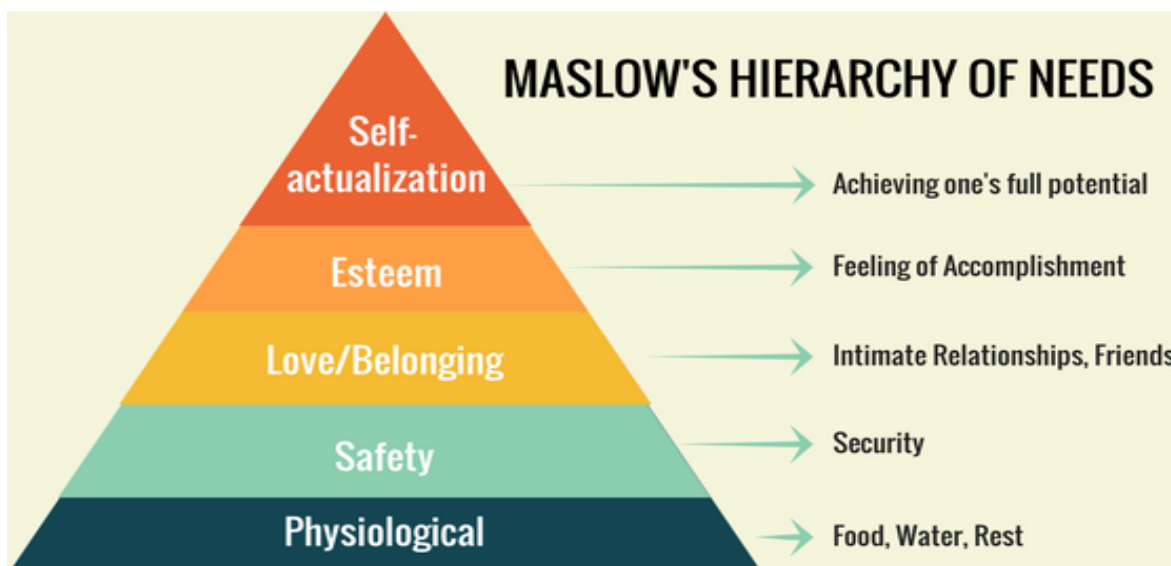 MASLOW'S HIERARCHY OF NEEDS
Self-
actualization
Achieving one's full potential
Esteem
Feeling of Accomplishment
Love/Belonging
Intimate Relationships, Friends
Safety
Security
Physiological
Food, Water, Rest